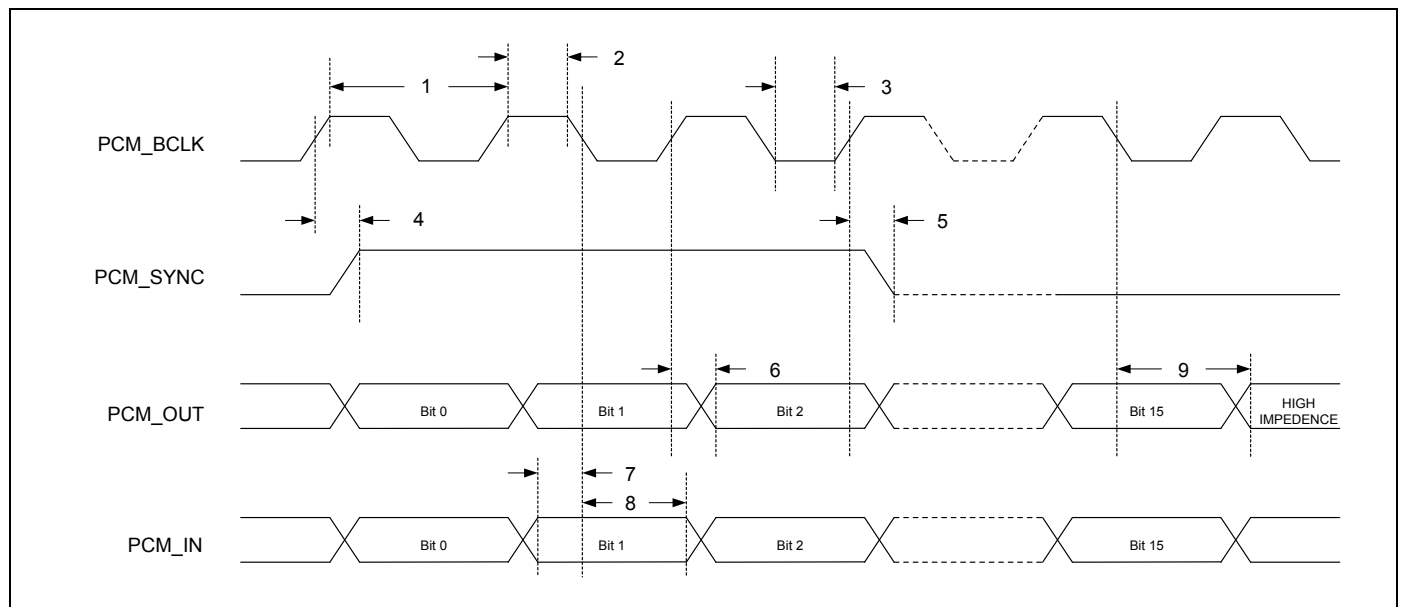 2
1
3
PCM_BCLK
4
5
PCM_SYNC
6
9
PCM_OUT
Bit 0
Bit 1
Bit 2
Bit 15
HIGH
IMPEDENCE
7
8
PCM_IN
Bit 0
Bit 1
Bit 2
Bit 15